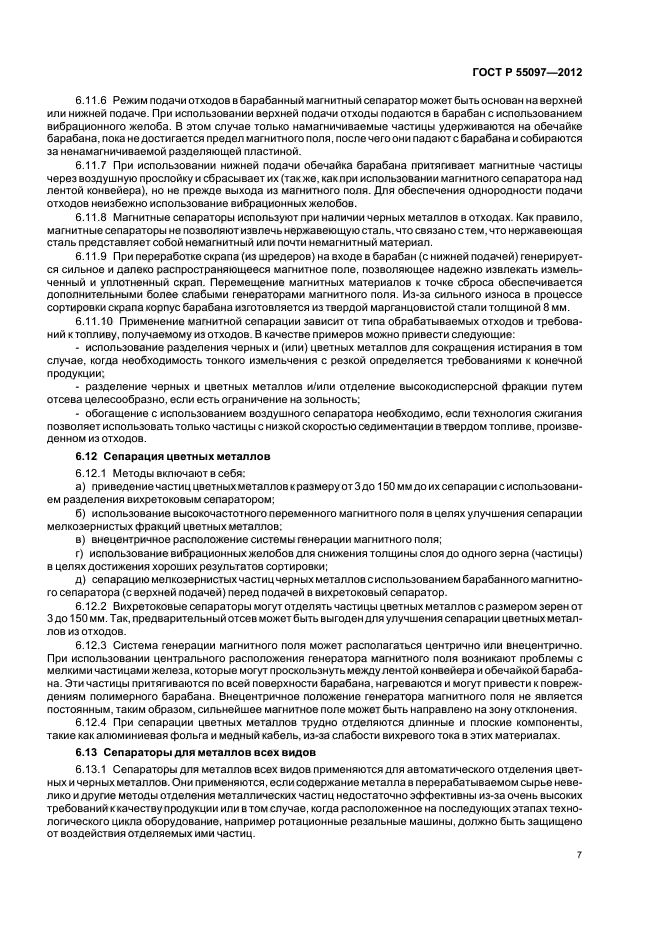 ГОСТ Р 55097—2012
6.11.6 Режим подачи отходов в барабанный магнитный сепаратор может быть основан на верхней
или нижней подаче. При использовании верхней подачи отходы подаются в барабан с использованием
вибрационного желоба. В этом случае только намагничиваемые частицы удерживаются на обечайке
барабана, пока не достигается предел магнитного поля, после чего они падают с барабана и собираются
за ненамагничиваемой разделяющей пластиной.
6.11.7 При использовании нижней подачи обечайка барабана притягивает магнитные частицы
через воздушную прослойку и сбрасывает их (так же, как при использовании магнитного сепаратора над
лентой конвейера), но не прежде выхода из магнитного поля. Для обеспечения однородности подачи
отходов неизбежно использование вибрационных желобов.
6.11.8 Магнитные сепараторы используют при наличии черных металлов в отходах. Как правило,
магнитные сепараторы не позволяют извлечь нержавеющую сталь, что связано с тем, что нержавеющая
сталь представляет собой немагнитный или почти немагнитный материал.
6.11.9 При переработке скрапа (из шредеров) на входе в барабан (с нижней подачей) генерирует-
ся сильное и далеко распространяющееся магнитное поле, позволяющее надежно извлекать измель-
ченный и уплотненный скрап. Перемещение магнитных материалов к точке сброса обеспечивается
дополнительными более слабыми генераторами магнитного поля. Из-за сильного износа в процессе
сортировки скрапа корпус барабана изготовляется из твердой марганцовистой стали толщиной 8 мм.
6.11.10 Применение магнитной сепарации зависит от типа обрабатываемых отходов и требова-
ний к топливу, получаемому из отходов. В качестве примеров можно привести следующие:
- использование разделения черных и (или) цветных металлов для сокращения истирания в том
случае, когда необходимость тонкого измельчения с резкой определяется требованиями к конечной
продукции;
- разделение черных и цветных металлов и/или отделение высокодисперсной фракции путем
отсева целесообразно, если есть ограничение на зольность;
- обогащение с использованием воздушного сепаратора необходимо, если технология сжигания
позволяет использовать только частицы с низкой скоростью седиментации в твердом топливе, произве-
денном из отходов.
6.12 Сепарация цветных металлов
6.12.1 Методы включают в себя;
а) приведение частиц цветных металлов к размеру от 3 до 150 мм до их сепарации с использовани-
ем разделения вихретоковым сепаратором;
б) использование высокочастотного переменного магнитного поля в целях улучшения сепарации
мелкозернистых фракций цветных металлов;
в) внецентричное расположение системы генерации магнитного поля;
г) использование вибрационных желобов для снижения толщины слоя до одного зерна (частицы)
в целях достижения хороших результатов сортировки;
д) сепарацию мелкозернистых частиц черных металлов с использованием барабанного магнитно-
го сепаратора (с верхней подачей) перед подачей в вихретоковый сепаратор.
6.12.2 Вихретоковые сепараторы могут отделять частицы цветных металлов с размером зерен от
3 до 150 мм. Так, предварительный отсев может быть выгоден для улучшения сепарации цветных метал-
лов из отходов.
6.12.3 Система генерации магнитного поля может располагаться центрично или внецентрично.
При использовании центрального расположения генератора магнитного поля возникают проблемы с
мелкими частицами железа, которые могут проскользнуть между лентой конвейера и обечайкой бараба-
на. Эти частицы притягиваются по всей поверхности барабана, нагреваются и могут привести к повреж-
дениям полимерного барабана. Внецентричное положение генератора магнитного поля не является
постоянным, таким образом, сильнейшее магнитное поле может быть направлено на зону отклонения.
6.12.4 При сепарации цветных металлов трудно отделяются длинные и плоские компоненты,
такие как алюминиевая фольга и медный кабель, из-за слабости вихревого тока в этих материалах.
6.13 Сепараторы для металлов всех видов
6.13.1 Сепараторы для металлов всех видов применяются для автоматического отделения цвет-
ных и черных металлов. Они применяются, если содержание металла в перерабатываемом сырье неве-
лико и другие методы отделения металлических частиц недостаточно эффективны из-за очень высоких
требований к качеству продукции или в том случае, когда расположенное на последующих этапах техно-
логического цикла оборудование, например ротационные резальные машины, должно быть защищено
от воздействия отделяемых ими частиц.
7